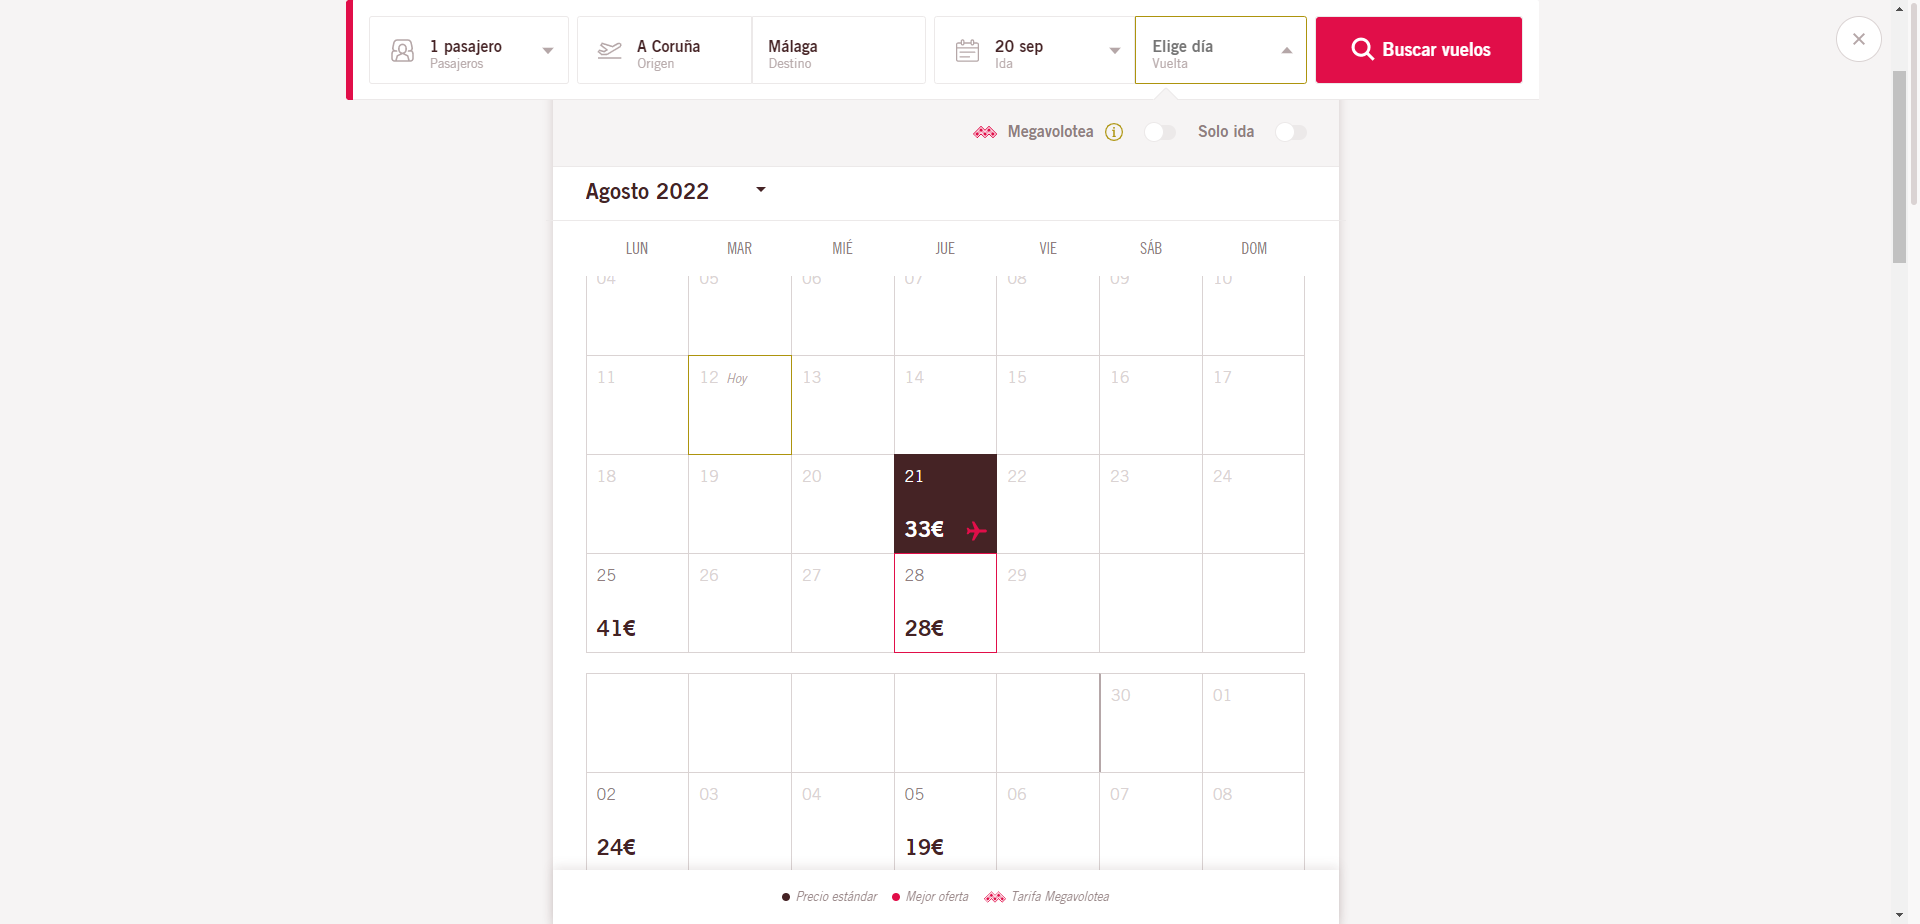 1 pasajero
Pasajeros
A Coruña
Origen
Málaga
Destino
20 sep
Ida
Elige día
Vuelta
Buscar vuelos
Megavolotea
Solo ida
Agosto 2022
LUN MAR MIÉ JUE VIE SÁB DOM
04 05 06 07 08 09 10
11 12 Hoy 13 14 15 16 17
18 19 20 21 22 23 24
33€
25 26 27 28 29
41€ 28€
30 01
02 03 04 05 06 07 08
24€ 19€
Precio estándar Mejor oferta Tarifa Megavolotea